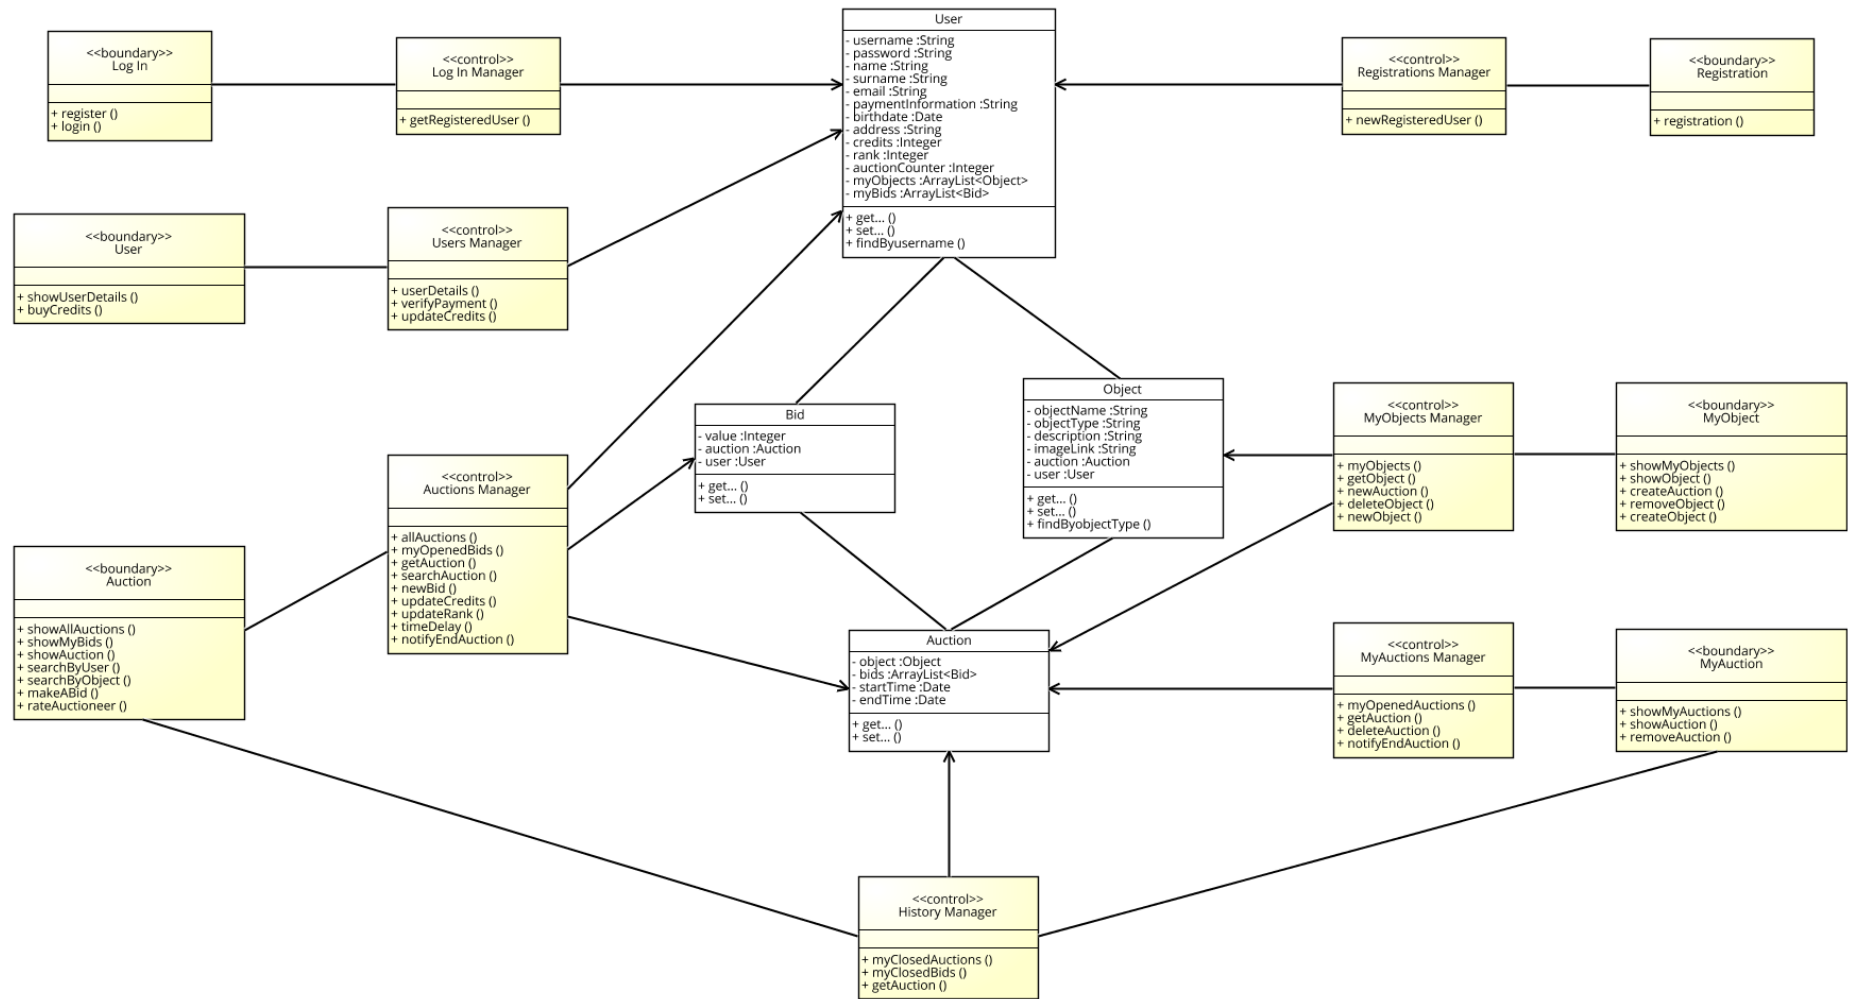 <<boundary>>
Log In
+ register ()
+ login ()
<<control>>
Log In Manager
+ getRegisteredUser ()
User
- username :String
- password :String
- name :String
- surname :String
- email :String
- paymentInformation :String
- birthdate :Date
- address :String
- credits :Integer
- rank :Integer
- auctionCounter :Integer
- myObjects :ArrayList<Object>
- myBids :ArrayList<Bid>
+ get... ()
+ set... ()
+ findByusername ()
<<control>>
Registrations Manager
+ newRegisteredUser ()
<<boundary>>
Registration
+ registration ()
<<boundary>>
User
+ showUserDetails ()
+ buyCredits ()
<<control>>
Users Manager
+ userDetails ()
+ verifyPayment ()
+ updateCredits ()
Bid
- value :Integer
- auction :Auction
- user :User
+ get... ()
+ set... ()
Object
- objectName :String
- objectType :String
- description :String
- imageLink :String
- auction :Auction
- user :User
+ get... ()
+ set... ()
+ findByobjectType ()
<<control>>
MyObjects Manager
+ myObjects ()
+ getObject ()
+ newAuction ()
+ deleteObject ()
+ newObject ()
<<boundary>>
MyObject
+ showMyObjects ()
+ showObject ()
+ createAuction ()
+ removeObject ()
+ createObject ()
<<control>>
Auctions Manager
+ allAuctions ()
+ myOpenedBids ()
+ getAuction ()
+ searchAuction ()
+ newBid ()
+ updateCredits ()
+ updateRank ()
+ timeDelay ()
+ notifyEndAuction ()
<<boundary>>
Auction
+ showAllAuctions ()
+ showMyBids ()
+ showAuction ()
+ searchByUser ()
+ searchByObject ()
+ makeABid ()
+ rateAuctioneer ()
Auction
- object :Object
- bids :ArrayList<Bid>
- startTime :Date
- endTime :Date
+ get... ()
+ set... ()
<<control>>
MyAuctions Manager
+ myOpenedAuctions ()
+ getAuction ()
+ deleteAuction ()
+ notifyEndAuction ()
<<boundary>>
MyAuction
+ showMyAuctions ()
+ showAuction ()
+ removeAuction ()
<<control>>
History Manager
+ myClosedAuctions ()
+ myClosedBids ()
+ getAuction ()